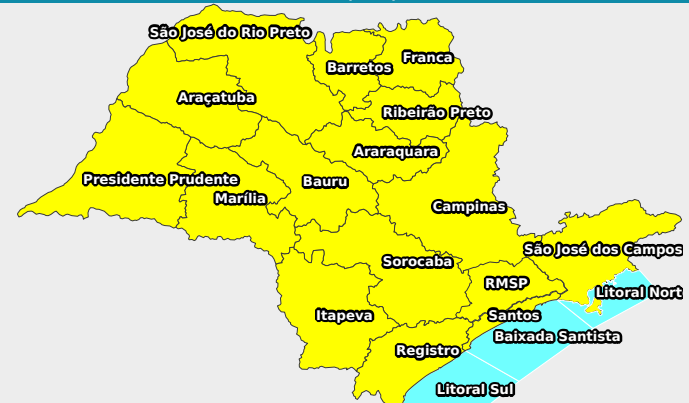 São José do Rio Preto
Franca
Barretos
Araçatuba
Ribeirão Preto
Araraquara
Presidente Prudente
Bauru
Marília
Campinas
São José dos Campos
Sorocaba
RMSP
Litoral Nort
Itapeva
Santos
Baixada Santista
Registro
Litoral Sul